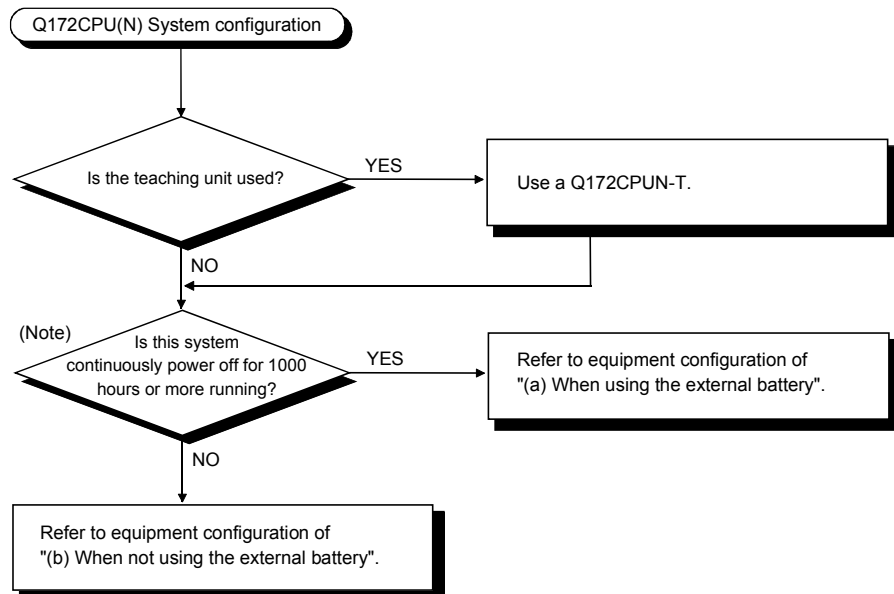 Q172CPU(N) System configuration
Is the teaching unit used?
YES
Use a Q172CPUN-T.
NO
(Note)
Is this system
continuously power off for 1000
hours or more running?
YES
Refer to equipment configuration of
"(a) When using the external battery".
NO
Refer to equipment configuration of
"(b) When not using the external battery".